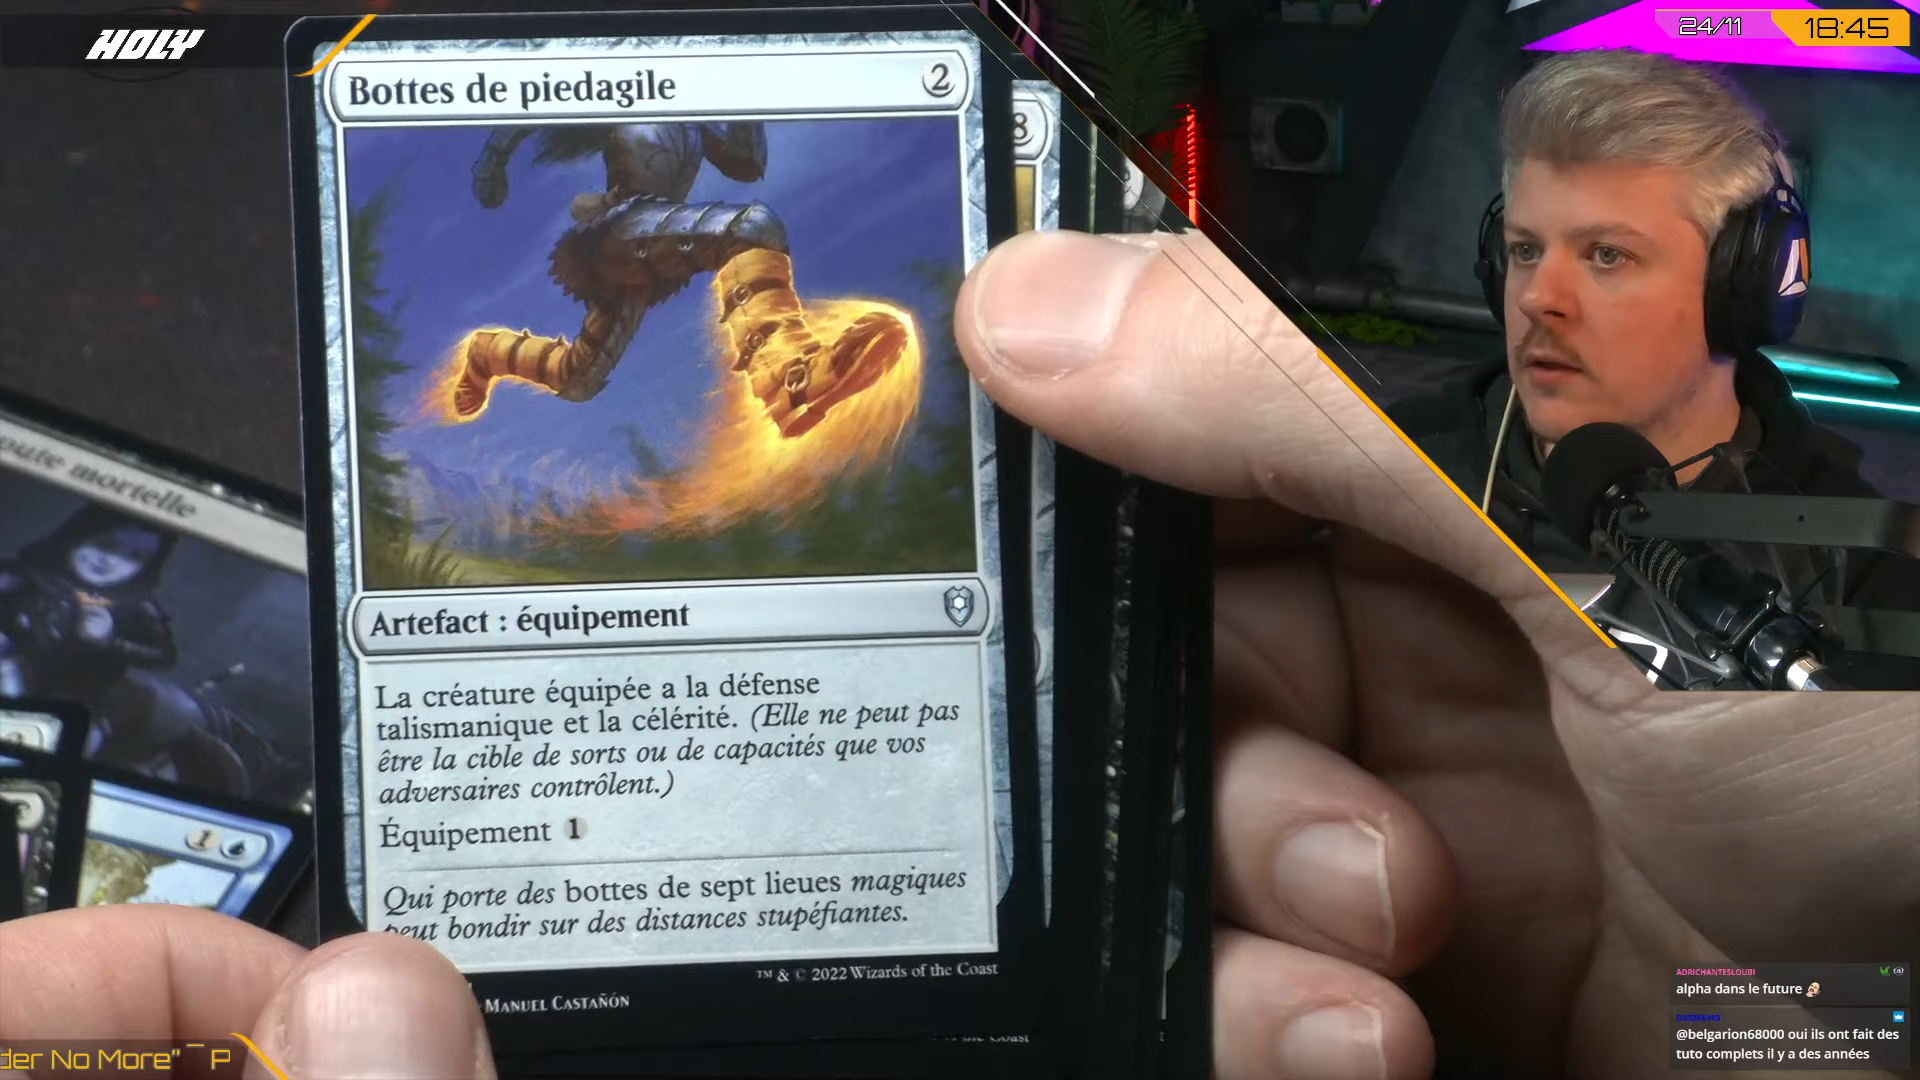 HOLY
24/11
18:45
Bottes de piedagile
2
8
mortelle
Artefact : équipement
La créature équipée a la défense
talismanique et la célérité. (Elle ne peut pas
être la cible de sorts ou de capacités que vos
adversaires contrôlent.)
Équipement 1
1
Qui porte des bottes de sept lieues magiques
peut bondir sur des distances stupéfiantes.
™ & © 2022 Wizards of the Coast
MANUEL CASTAÑÓN
the Coast
No More" ¯ P
ADRICHANTESLOUBI
alpha dans le future
@belgarion68000 oui ils ont fait des
tuto complets il y a des années